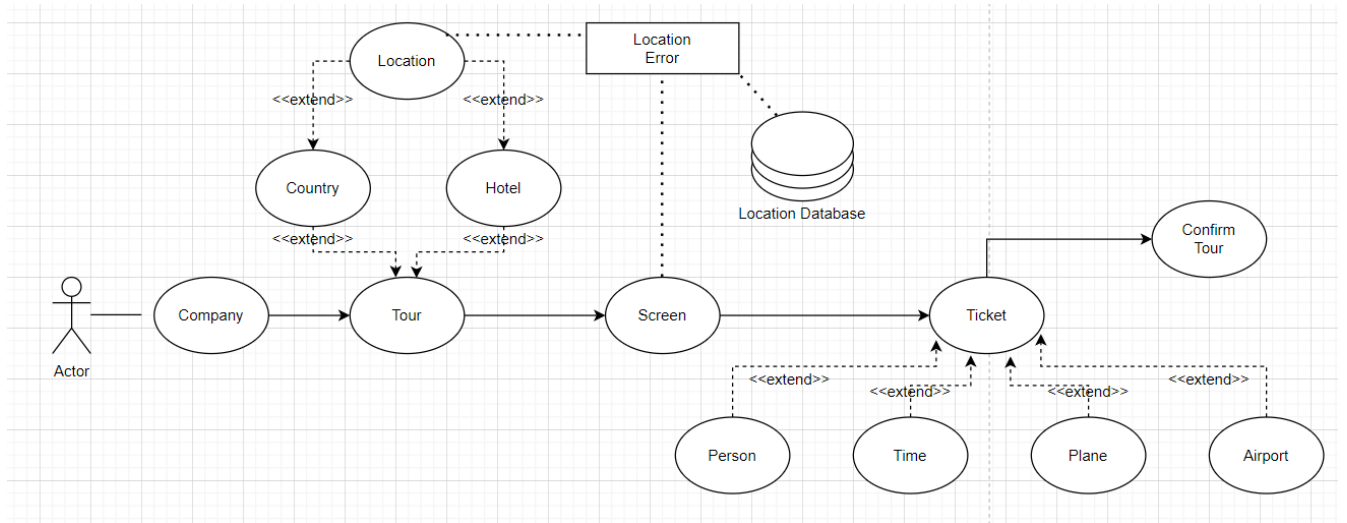 Location
Location
Error
<<extend>>
<<extend>>
Country
Hotel
Location Database
<<extend>>
<<extend>>
Confirm
Tour
Actor
Company
Tour
Screen
Ticket
<<extend>>
<<extend>>
<<extend>>
<<extend>>
Person
Time
Plane
Airport